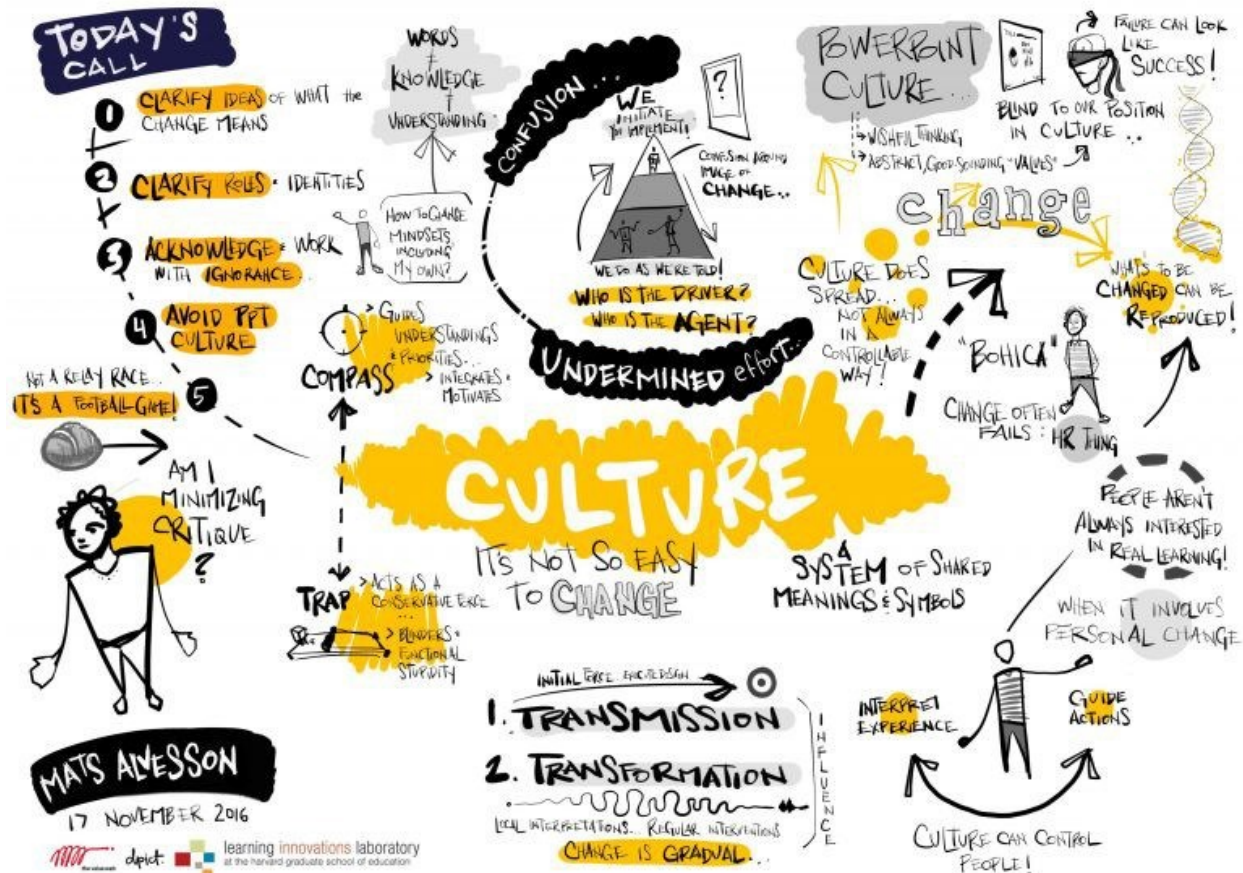 TODAY'S
CALL
1
CLARIFY IDEAS OF WHAT the
CHANGE MEANS
2
CLARIFY ROLES + IDENTITIES
3
ACKNOWLEDGE & WORK
WITH IGNORANCE...
4
AVOID PPT
CULTURE
5
NOT A RELAY RACE...
IT'S A FOOTBALL GAME!
AM I
MINIMIZING
CRITIQUE
?
MATS ALVESSON
17 NOVEMBER 2016
dpict.
learning innovations laboratory
at the harvard graduate school of education
WORDS
KNOWLEDGE
UNDERSTANDING
HOW TO CHANGE
MINDSETS,
INCLUDING
MY OWN?
COMPASS
> GUIDES
UNDERSTANDINGS
& PRIORITIES...
> INTEGRATES +
MOTIVATES
TRAP
> ACTS AS A
CONSERVATIVE FORCE
...
> BLINDERS +
FUNCTIONAL
STUPIDITY
CONFUSION...
WE
INITIATE
YOU IMPLEMENT!
?
CONFUSION AROUND
IMAGE OF
CHANGE...
WE DO AS WE'RE TOLD!
WHO IS THE DRIVER?
WHO IS THE AGENT?
UNDERMINED effort...
CULTURE
IT'S NOT SO EASY
TO CHANGE
A
SYSTEM OF SHARED
MEANINGS & SYMBOLS
INITIAL FORCE
1. TRANSMISSION
2. TRANSFORMATION
LOCAL INTERPRETATIONS... REGULAR INTERVENTIONS
CHANGE IS GRADUAL...
INFLUENCE
POWERPOINT
CULTURE...
→ WISHFUL THINKING
→ ABSTRACT, GOOD-SOUNDING "VALUES"
FAILURE CAN LOOK
LIKE
SUCCESS!
BLIND TO OUR POSITION
IN CULTURE...
change
CULTURE DOES
SPREAD...
NOT ALWAYS
IN A
CONTROLLABLE
WAY!
WHAT'S TO BE
CHANGED CAN BE
REPRODUCED!
"BOHICA"
CHANGE OFTEN
FAILS: HR THING
PEOPLE AREN'T
ALWAYS INTERESTED
IN REAL LEARNING!
WHEN IT INVOLVES
PERSONAL CHANGE
INTERPRET
EXPERIENCE
GUIDE
ACTIONS
CULTURE CAN CONTROL
PEOPLE!